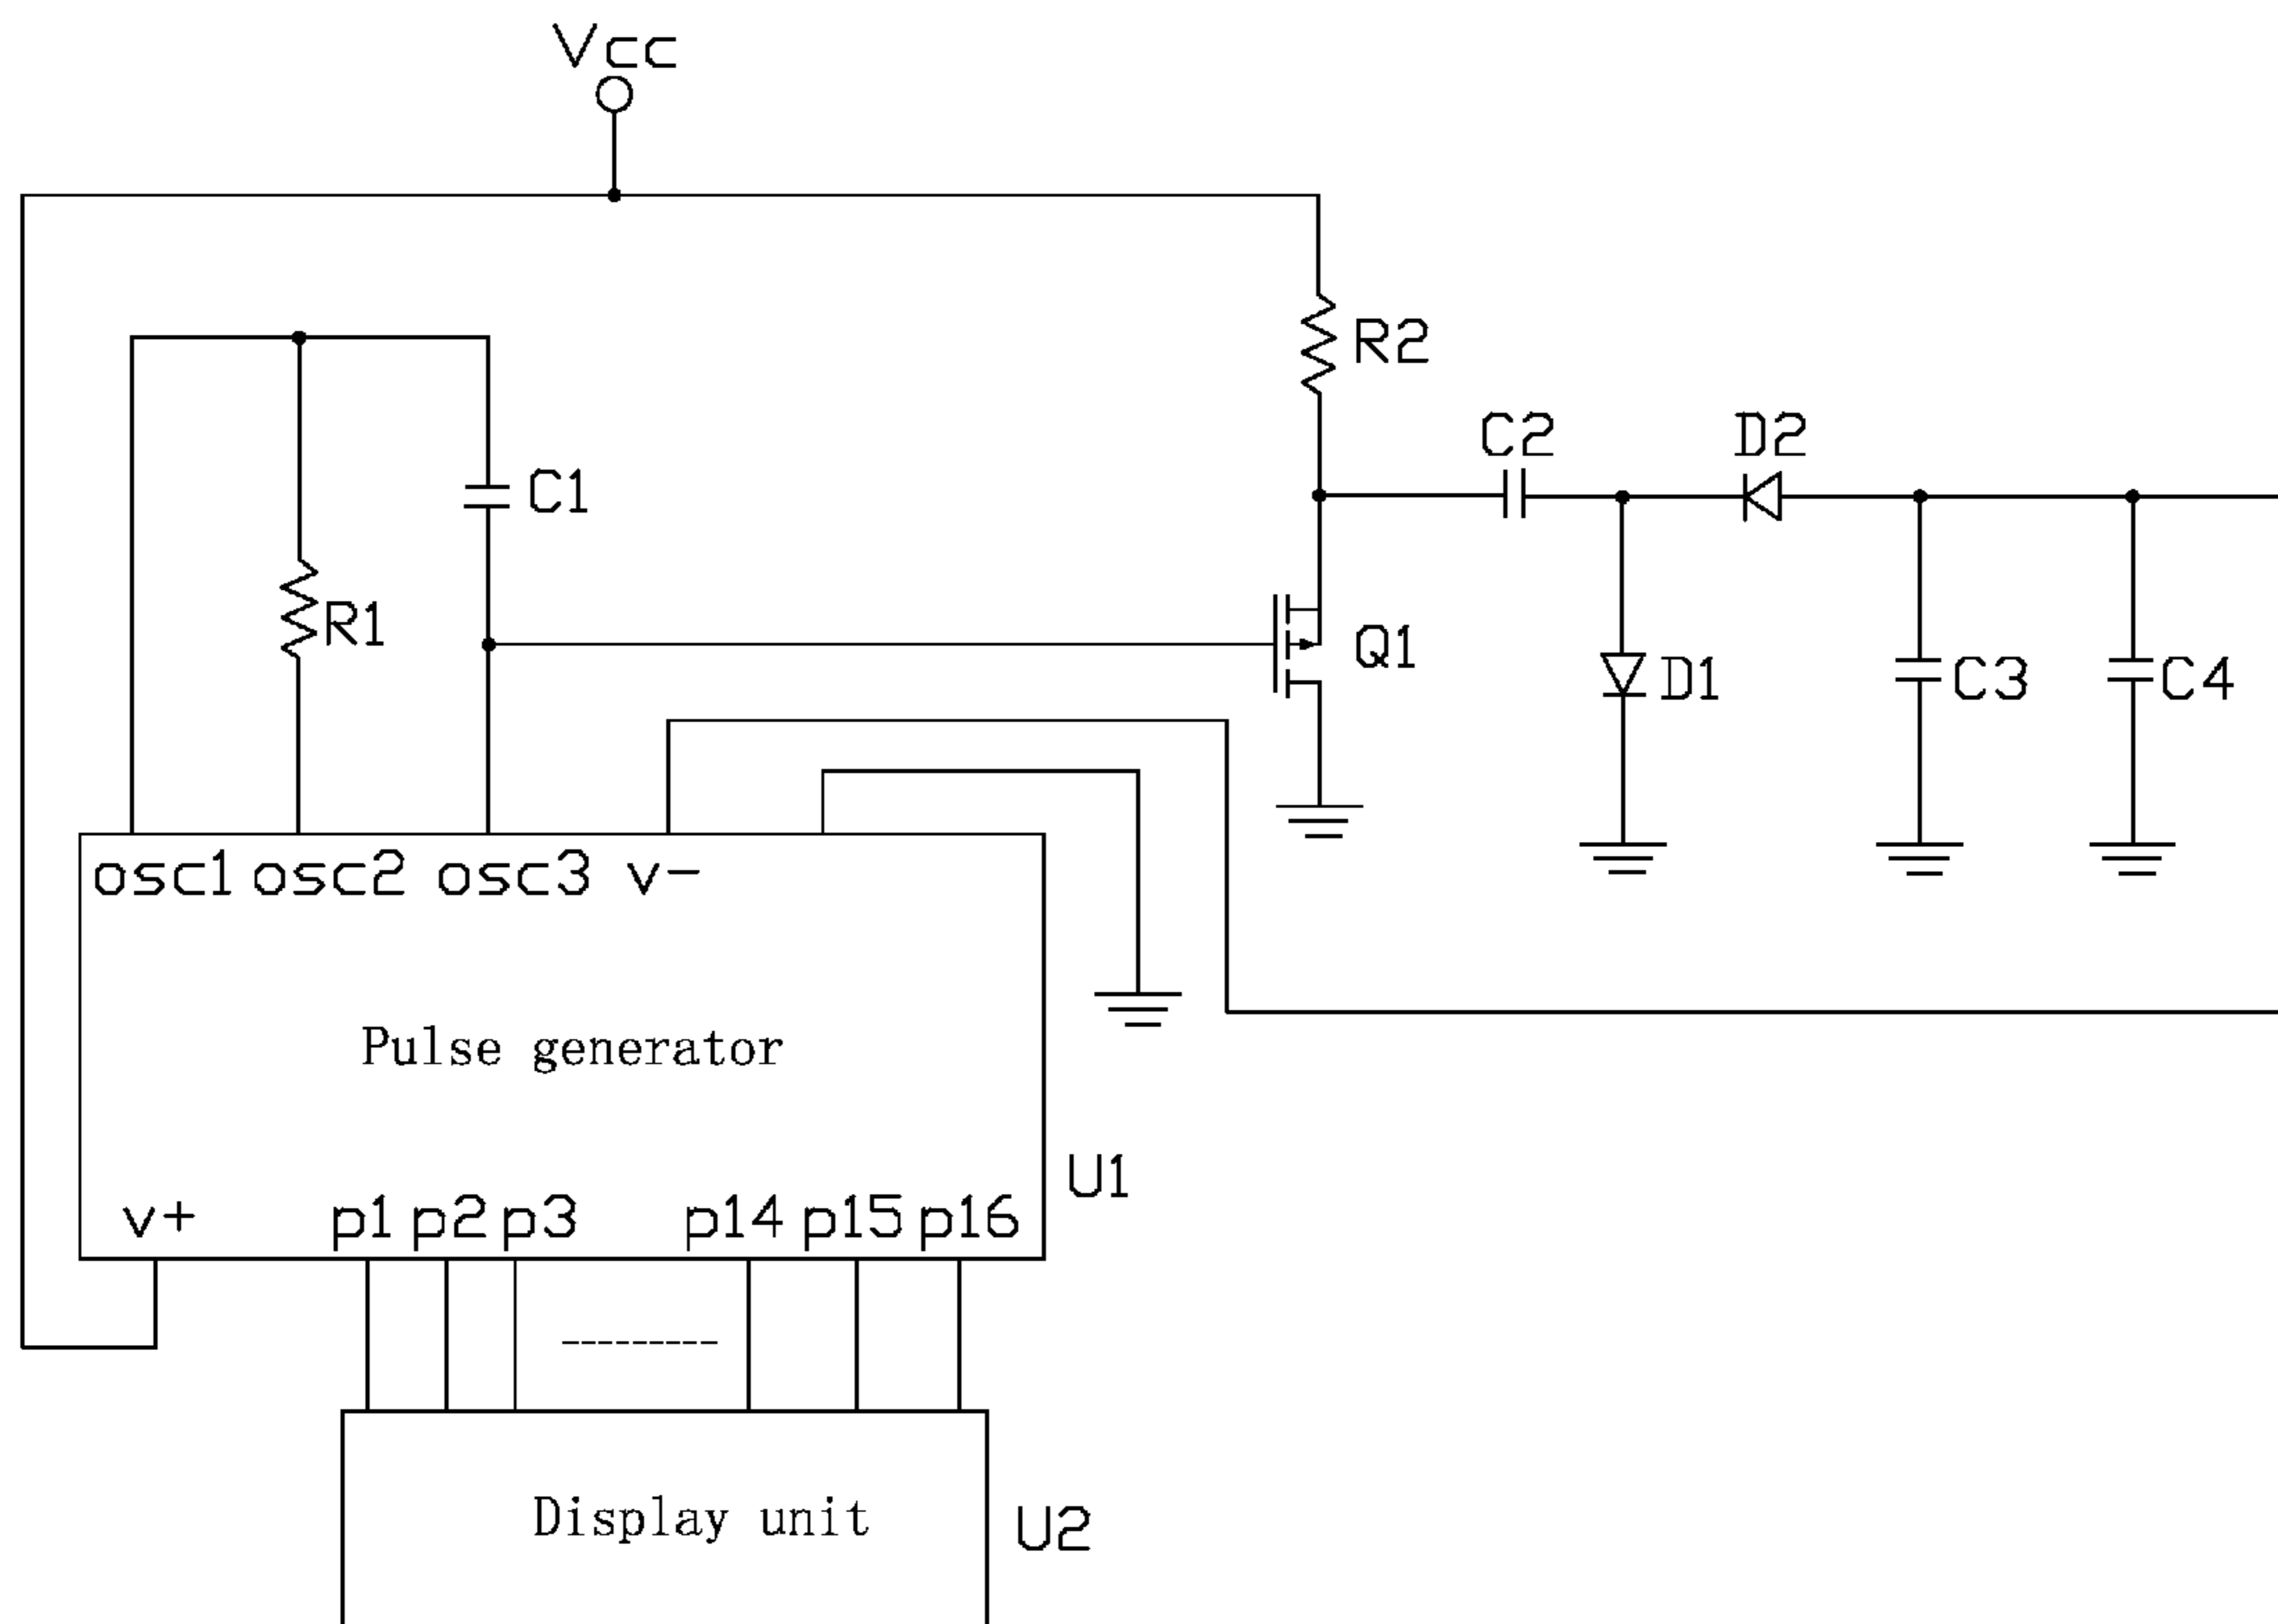 Vcc
R2
C2 D2
C1
R1
Q1
D1 C3 C4
osc1 osc2 osc3 v-
Pulse generator
U1
v+ p1 p2 p3 p14 p15 p16
Display unit
U2